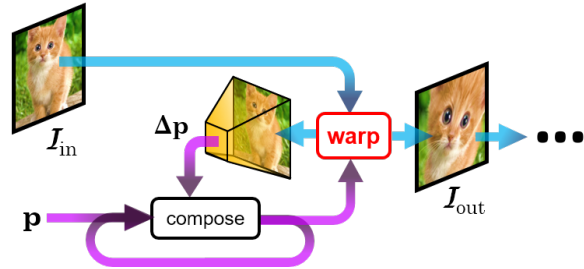 I_in
Δp
warp
p
compose
I_out